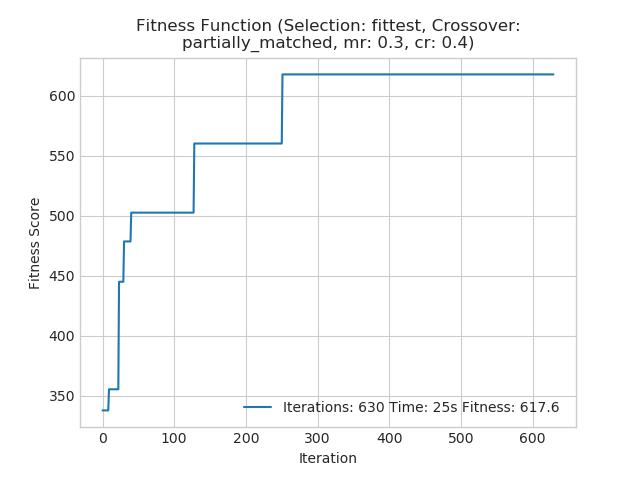 Fitness Function (Selection: fittest, Crossover:
partially_matched, mr: 0.3, cr: 0.4)
Fitness Score
600
550
500
450
400
350
Iterations: 630 Time: 25s Fitness: 617.6
0 100 200 300 400 500 600
Iteration